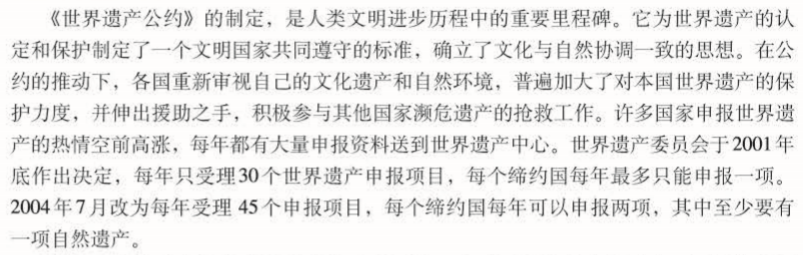 《世界遗产公约》的制定，是人类文明进步历程中的重要里程碑。它为世界遗产的认
定和保护制定了一个文明国家共同遵守的标准，确立了文化与自然协调一致的思想。在公
约的推动下，各国重新审视自己的文化遗产和自然环境，普遍加大了对本国世界遗产的保
护力度，并伸出援助之手，积极参与其他国家濒危遗产的抢救工作。许多国家申报世界遗
产的热情空前高涨，每年都有大量申报资料送到世界遗产中心。世界遗产委员会于2001年
底作出决定，每年只受理30个世界遗产申报项目，每个缔约国每年最多只能申报一项。
2004年7月改为每年受理 45个申报项目，每个缔约国每年可以申报两项，其中至少要有
一项自然遗产。